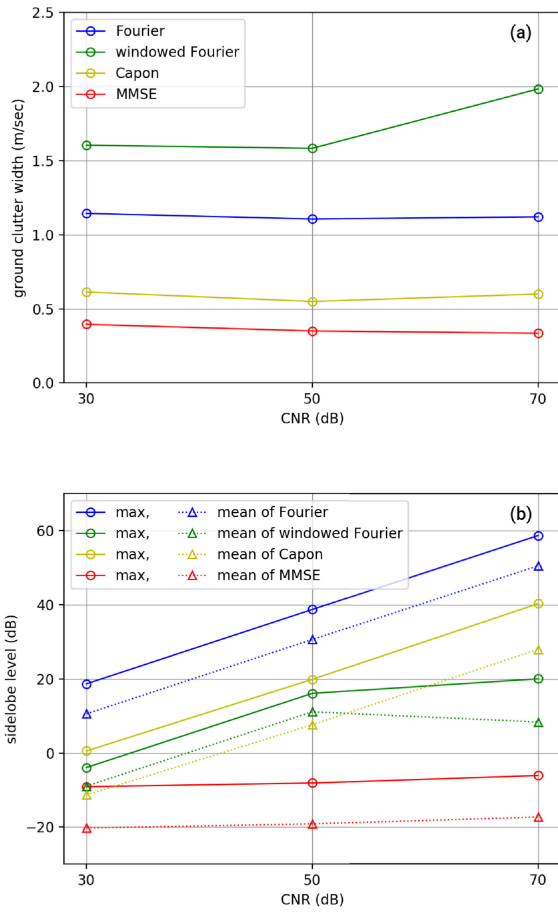 2.5
(a)
Fourier
windowed Fourier
Capon
MMSE
2.0
1.5
1.0
0.5
0.0
ground clutter width (m/sec)
30 50 70
CNR (dB)
(b)
max, mean of Fourier
max, mean of windowed Fourier
max, mean of Capon
max, mean of MMSE
60
40
20
0
−20
sidelobe level (dB)
30 50 70
CNR (dB)